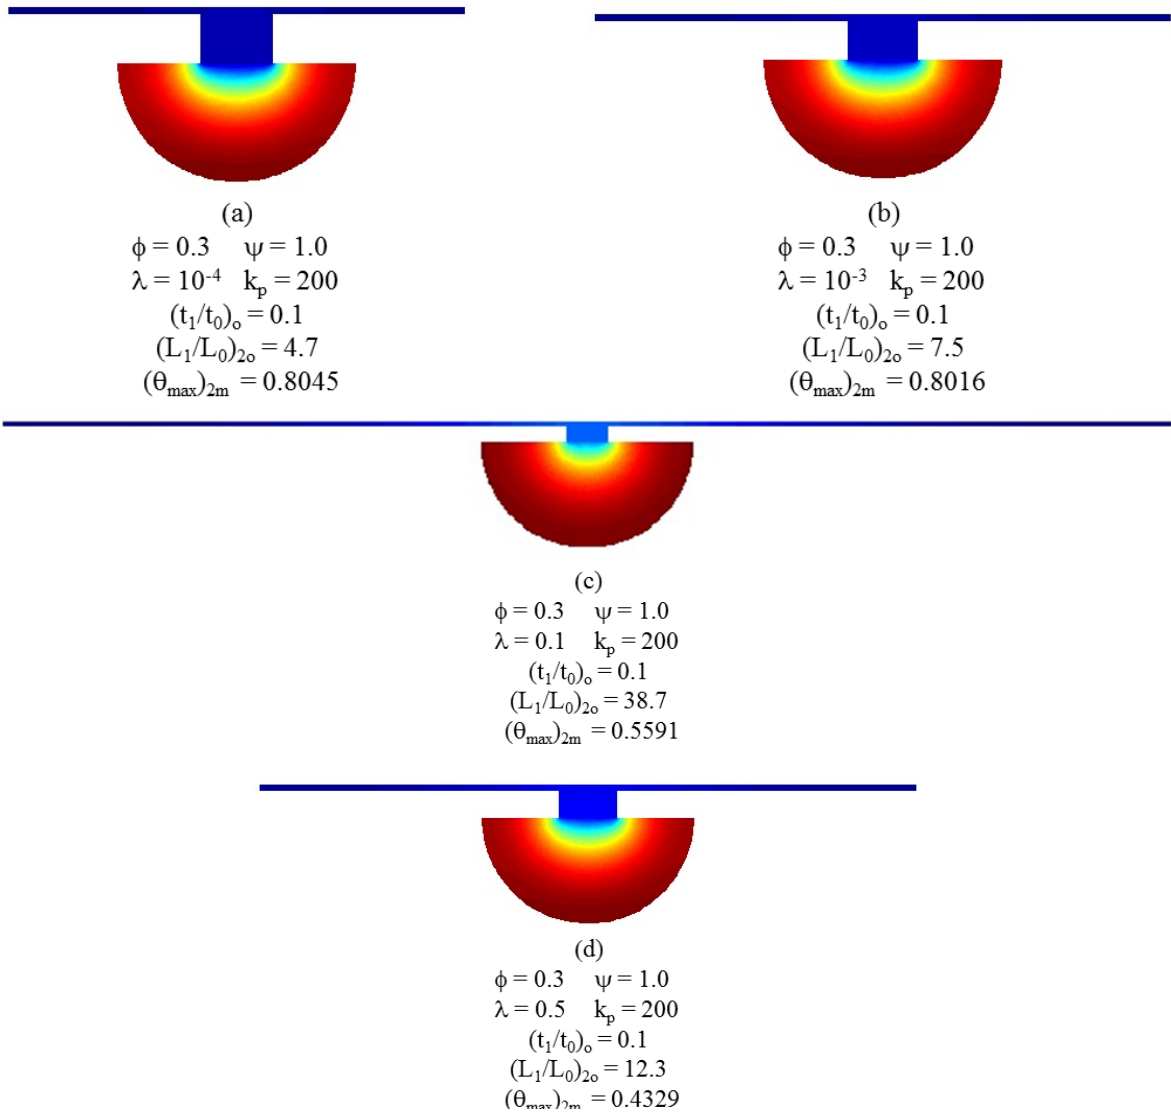 (a)
ϕ = 0.3 ψ = 1.0
λ = 10⁻⁴ kₚ = 200
(t₁/t₀)ₒ = 0.1
(L₁/L₀)₂ₒ = 4.7
(θₘₐₓ)₂ₘ = 0.8045
(b)
ϕ = 0.3 ψ = 1.0
λ = 10⁻³ kₚ = 200
(t₁/t₀)ₒ = 0.1
(L₁/L₀)₂ₒ = 7.5
(θₘₐₓ)₂ₘ = 0.8016
(c)
ϕ = 0.3 ψ = 1.0
λ = 0.1 kₚ = 200
(t₁/t₀)ₒ = 0.1
(L₁/L₀)₂ₒ = 38.7
(θₘₐₓ)₂ₘ = 0.5591
(d)
ϕ = 0.3 ψ = 1.0
λ = 0.5 kₚ = 200
(t₁/t₀)ₒ = 0.1
(L₁/L₀)₂ₒ = 12.3
(θₘₐₓ)₂ₘ = 0.4329